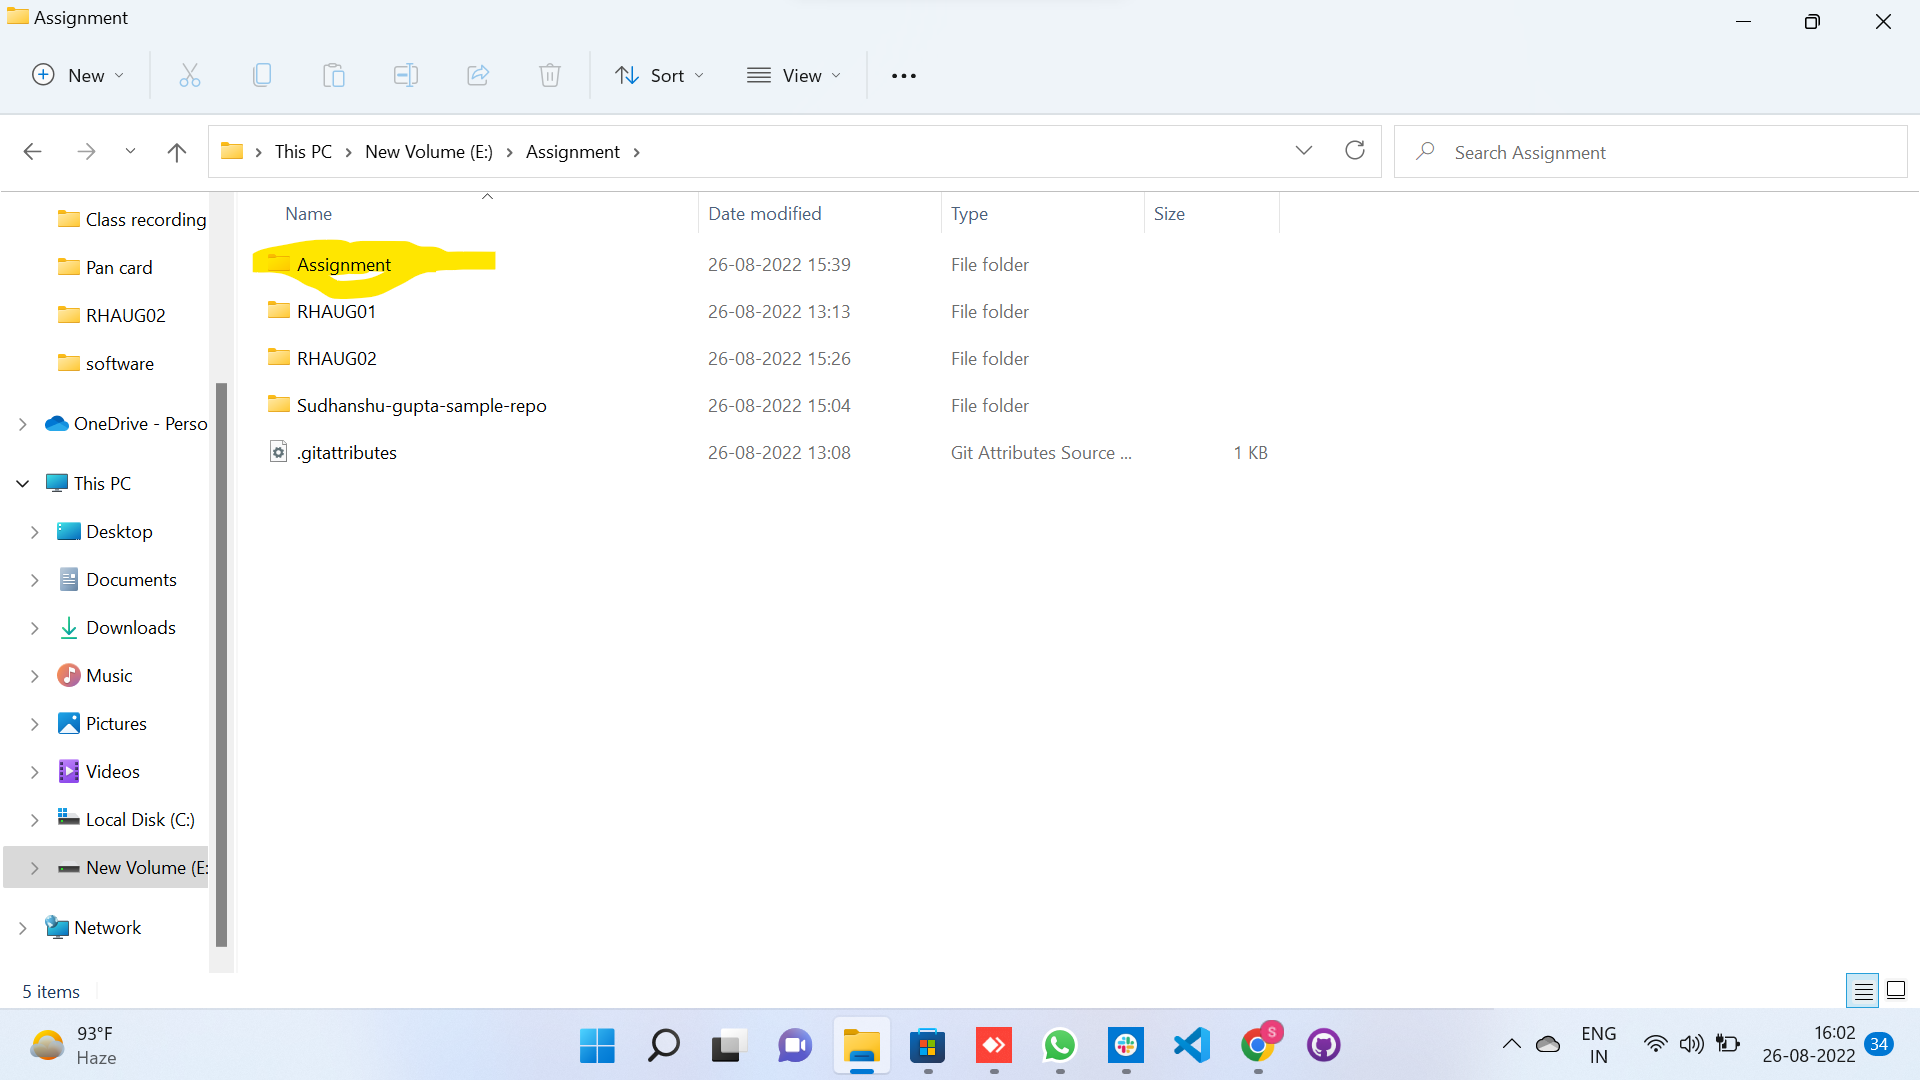 Assignment
New
Sort
View
This PC
New Volume (E:)
Assignment
Search Assignment
Name
Date modified
Type
Size
Assignment 26-08-2022 15:39 File folder
RHAUG01 26-08-2022 13:13 File folder
RHAUG02 26-08-2022 15:26 File folder
Sudhanshu-gupta-sample-repo 26-08-2022 15:04 File folder
.gitattributes 26-08-2022 13:08 Git Attributes Source ... 1 KB
Class recording
Pan card
RHAUG02
software
OneDrive - Perso
This PC
Desktop
Documents
Downloads
Music
Pictures
Videos
Local Disk (C:)
New Volume (E:
Network
5 items
93°F
Haze
S
ENG
IN
16:02
26-08-2022
34